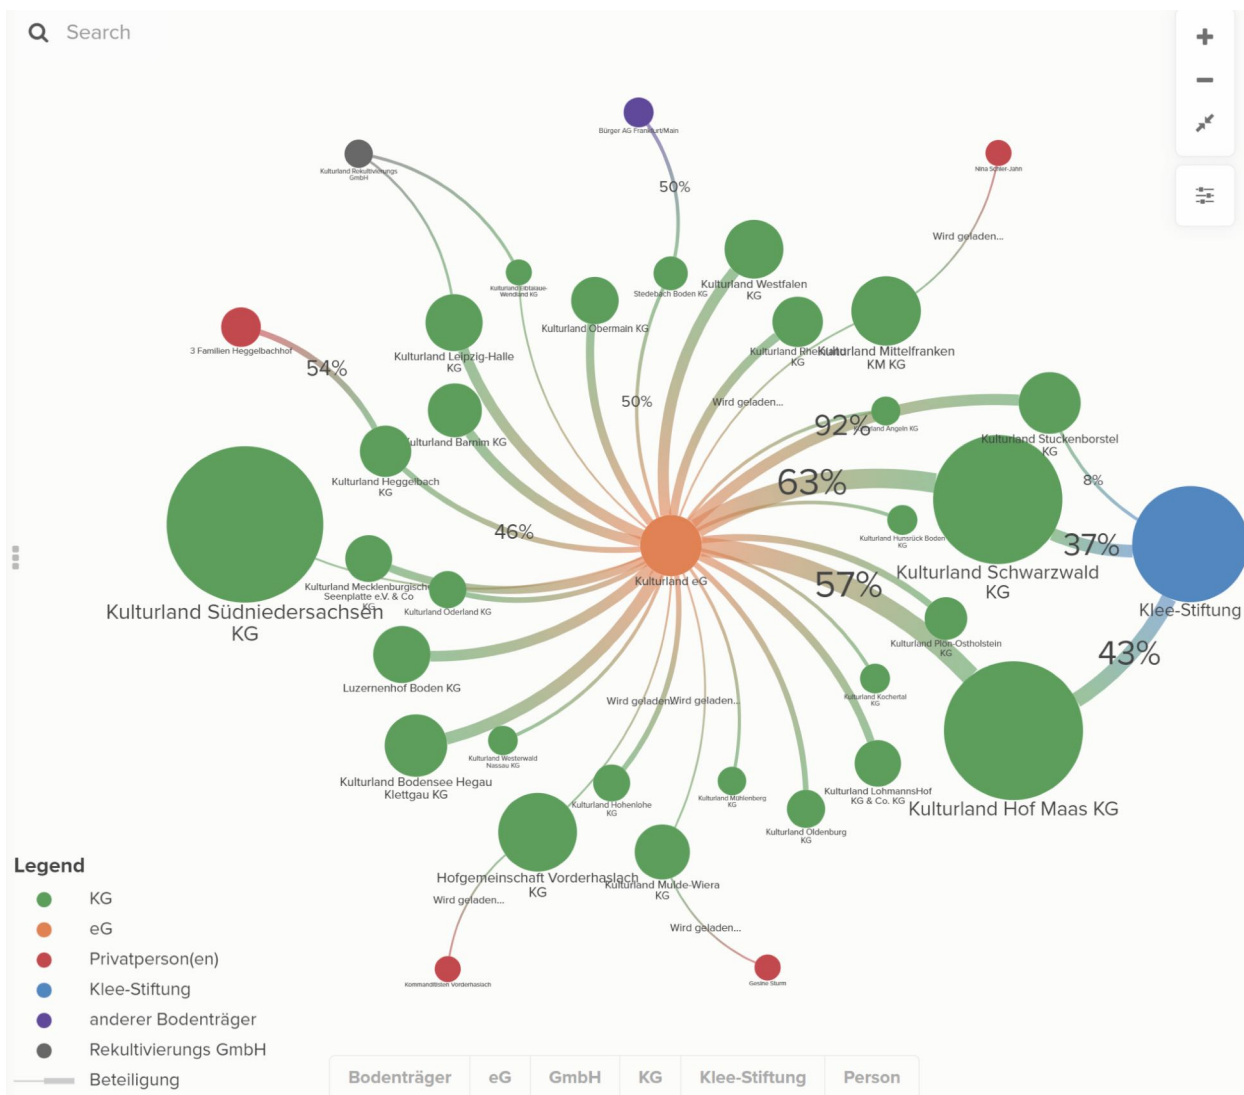 Search
Bürger AG Frankfurt/Main
Kulturland Rekultivierungs
GmbH
Nina Schier-Jahn
50%
Wird geladen...
Kulturland Elbtalaue-
Wendland KG
Stedebach Boden KG
Kulturland Westfalen
KG
Kulturland Obermain KG
3 Familien Heggelbachhof
Kulturland Leipzig-Halle
KG
Kulturland Rheinland
KG
Kulturland Mittelfranken
KM KG
54%
50%
Wird geladen...
92%
Kulturland Angeln KG
Kulturland Barnim KG
Kulturland Stuckenborstel
KG
Kulturland Heggelbach
KG
63%
8%
46%
Kulturland Hunsrück Boden
KG
37%
Kulturland Schwarzwald
KG
Kulturland eG
57%
Klee-Stiftung
Kulturland Südniedersachsen
KG
Kulturland Mecklenburgische
Seenplatte e.V. & Co
KG
Kulturland Oderland KG
Kulturland Plön-Ostholstein
KG
43%
Luzernenhof Boden KG
Wird geladen...
Wird geladen...
Kulturland Kochertal
KG
Kulturland Westerwald
Nassau KG
Kulturland Bodensee Hegau
Klettgau KG
Kulturland Hohenlohe
KG
Kulturland Mühlenberg
KG
Kulturland LohmannsHof
KG & Co. KG
Kulturland Hof Maas KG
Kulturland Oldenburg
KG
Hofgemeinschaft Vorderhaslach
KG
Kulturland Mulde-Wiera
KG
Wird geladen...
Wird geladen...
Kommanditisten Vorderhaslach
Gesine Sturm
Legend
KG
eG
Privatperson(en)
Klee-Stiftung
anderer Bodenträger
Rekultivierungs GmbH
Beteiligung
Bodenträger
eG
GmbH
KG
Klee-Stiftung
Person